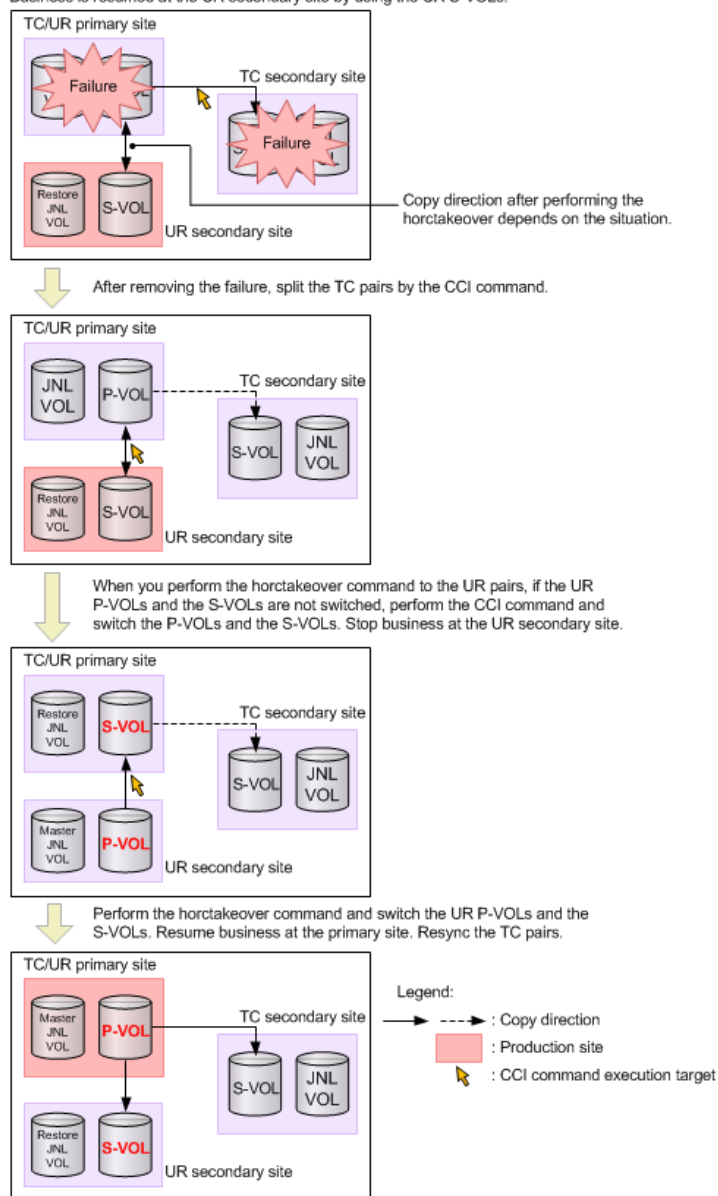 Business is resumed at the UR secondary site by using the UR S-VOLs.
TC/UR primary site
Failure
TC secondary site
Failure
Restore
JNL
VOL
S-VOL
UR secondary site
Copy direction after performing the
horctakeover depends on the situation.
After removing the failure, split the TC pairs by the CCI command.
TC/UR primary site
JNL
VOL
P-VOL
TC secondary site
S-VOL
JNL
VOL
Restore
JNL
VOL
S-VOL
UR secondary site
When you perform the horctakeover command to the UR pairs, if the UR
P-VOLs and the S-VOLs are not switched, perform the CCI command and
switch the P-VOLs and the S-VOLs. Stop business at the UR secondary site.
TC/UR primary site
Restore
JNL
VOL
S-VOL
TC secondary site
S-VOL
JNL
VOL
Master
JNL
VOL
P-VOL
UR secondary site
Perform the horctakeover command and switch the UR P-VOLs and the
S-VOLs. Resume business at the primary site. Resync the TC pairs.
TC/UR primary site
Master
JNL
VOL
P-VOL
TC secondary site
S-VOL
JNL
VOL
Restore
JNL
VOL
S-VOL
UR secondary site
Legend:
: Copy direction
: Production site
: CCI command execution target